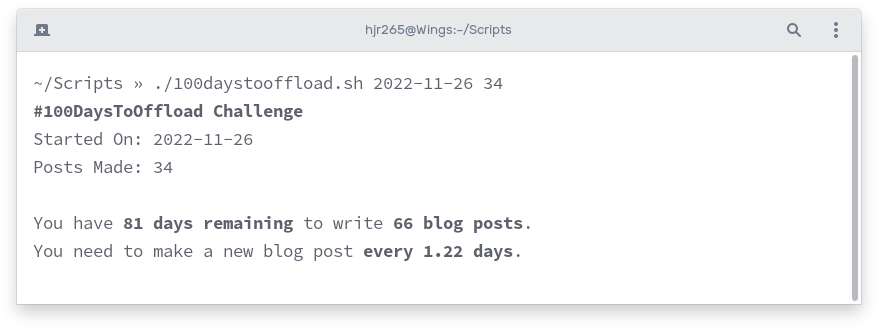 hjr265@Wings:~/Scripts
~/Scripts » ./100daystooffload.sh 2022-11-26 34
#100DaysToOffload Challenge
Started On: 2022-11-26
Posts Made: 34
You have 81 days remaining to write 66 blog posts.
You need to make a new blog post every 1.22 days.